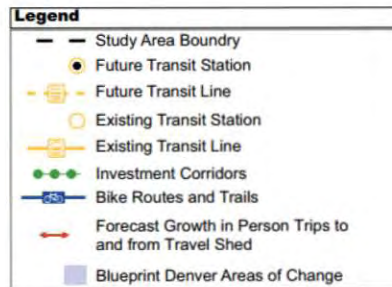 Legend
Study Area Boundry
Future Transit Station
Future Transit Line
Existing Transit Station
Existing Transit Line
Investment Corridors
Bike Routes and Trails
Forecast Growth in Person Trips to
and from Travel Shed
Blueprint Denver Areas of Change